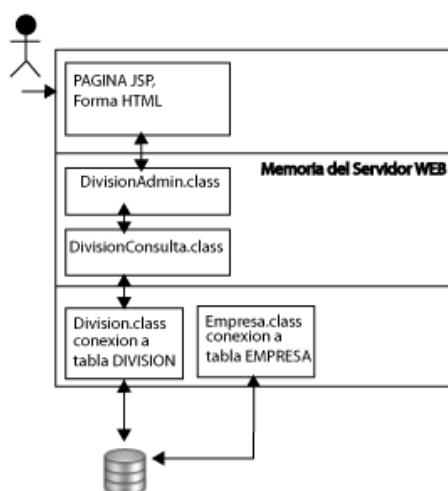 PAGINA JSP,
Forma HTML
Memoria del Servidor WEB
DivisionAdmin.class
DivisionConsulta.class
Division.class
conexion a
tabla DIVISION
Empresa.class
conexion a
tabla EMPRESA